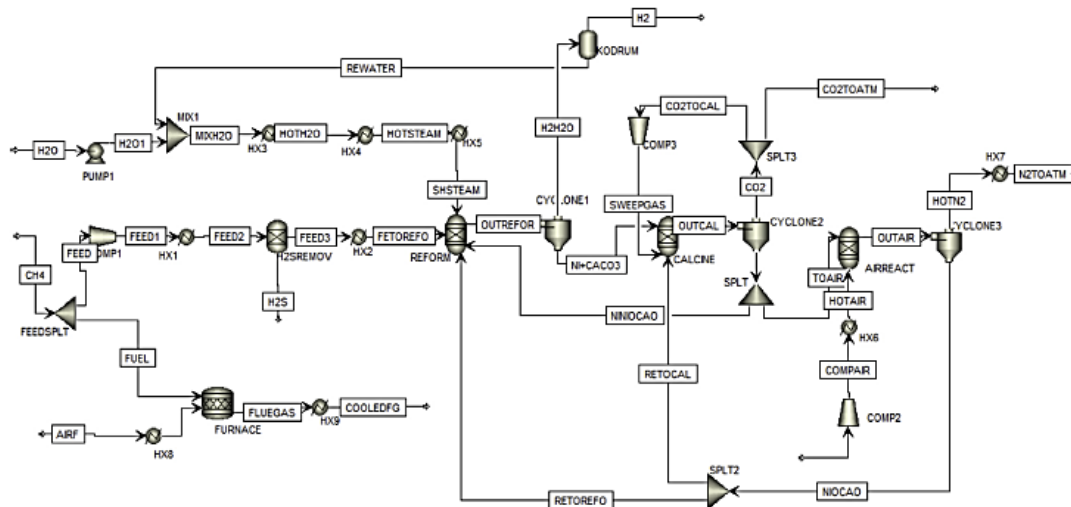 H2
KODRUM
REWATER
CO2TOCAL
CO2TOATM
MIX1
H2O
H2O1
MIXH2O
HOTH2O
HOTSTEAM
HX3
HX4
HX5
PUMP1
H2H2O
COMP3
SPLT3
HX7
N2TOATM
SHSTEAM
CO2
HOTN2
SWEEPGAS
CYCLONE1
CYCLONE2
CYCLONE3
FEED
OMP1
FEED1
HX1
FEED2
FEED3
HX2
FETOREFO
OUTREFOR
REFORM
OUTCAL
OUTAIR
H2SREMOV
NI+CACO3
CALCINE
SPLT
TOAIR
AIRREACT
CH4
H2S
HOTAIR
FEEDSPLT
NINIOCAO
HX6
FUEL
RETOCAL
COMPAIR
FURNACE
FLUEGAS
HX9
COOLEDFG
COMP2
AIRF
HX8
SPLT2
RETOREFO
NIOCAO